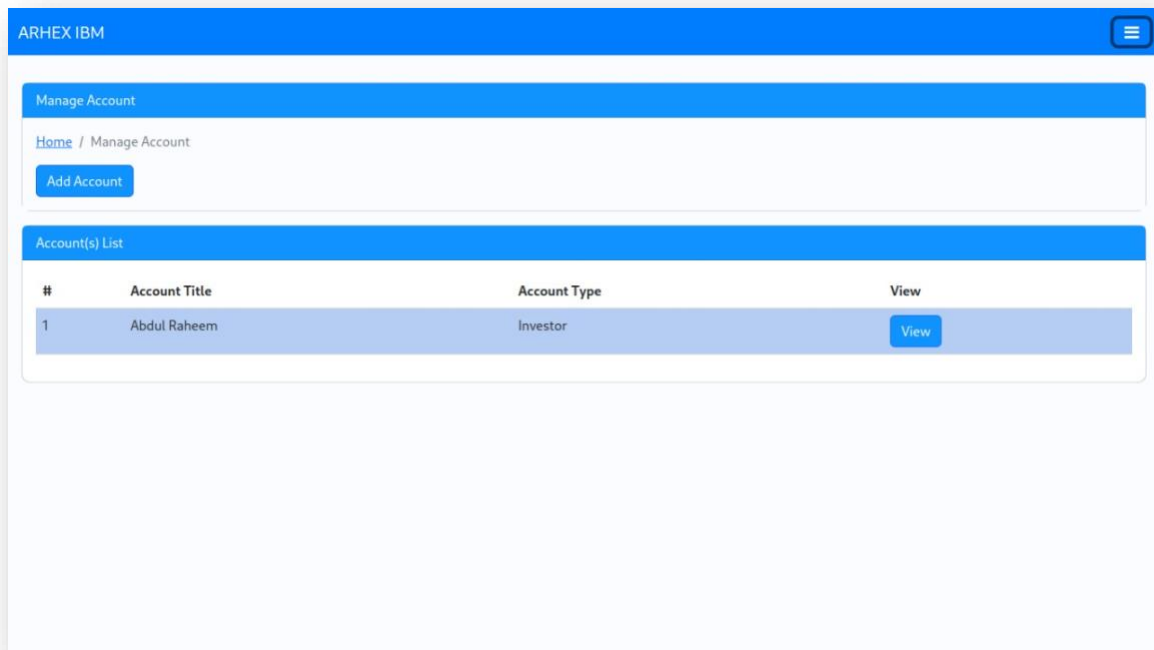 ARHEX IBM
Manage Account
Home / Manage Account
Add Account
Account(s) List
# Account Title Account Type View
1 Abdul Raheem Investor View